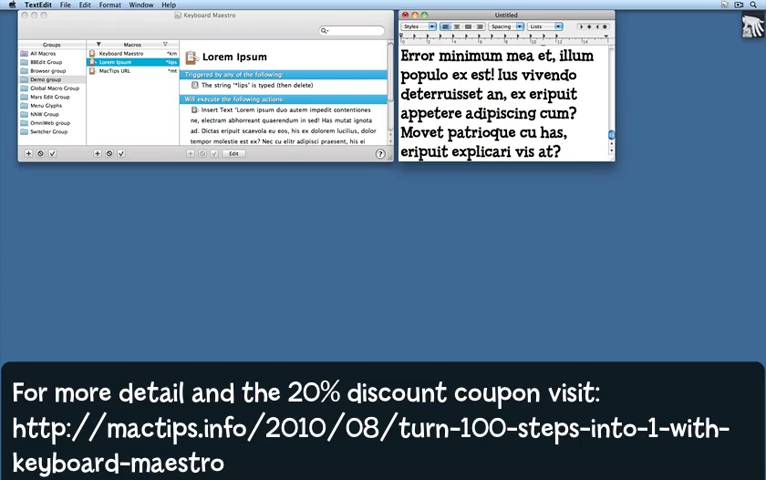 TextEdit File Edit Format Window Help
Keyboard Maestro
Groups
Macros
All Macros
BBEdit Group
Browser group
Demo group
Global Macro Group
Mars Edit Group
Menu Glyphs
NNW Group
OmniWeb group
Switcher Group
Keyboard Maestro *km
Lorem Ipsum *lips
MacTips URL *mt
Lorem Ipsum
Triggered by any of the following:
The string '*lips' is typed (then delete)
Will execute the following actions:
Insert Text 'Lorem ipsum duo autem impedit contentiones
ne, electram abhorreant quaerendum in sed! Has mutat
ad. Dictas eripuit scaevola eu eos, his ex dolorem lucilius, dolor
tempor molestie est ex? Nec cu elitr adipisci praesent, his ei
Edit
Untitled
Styles Spacing Lists
Error minimum mea et, illum
populo ex est! Ius vivendo
deterruisset an, ex eripuit
appetere adipiscing cum?
Movet patrioque cu has,
eripuit explicari vis at?
For more detail and the 20% discount coupon visit:
http://mactips.info/2010/08/turn-100-steps-into-1-with-
keyboard-maestro